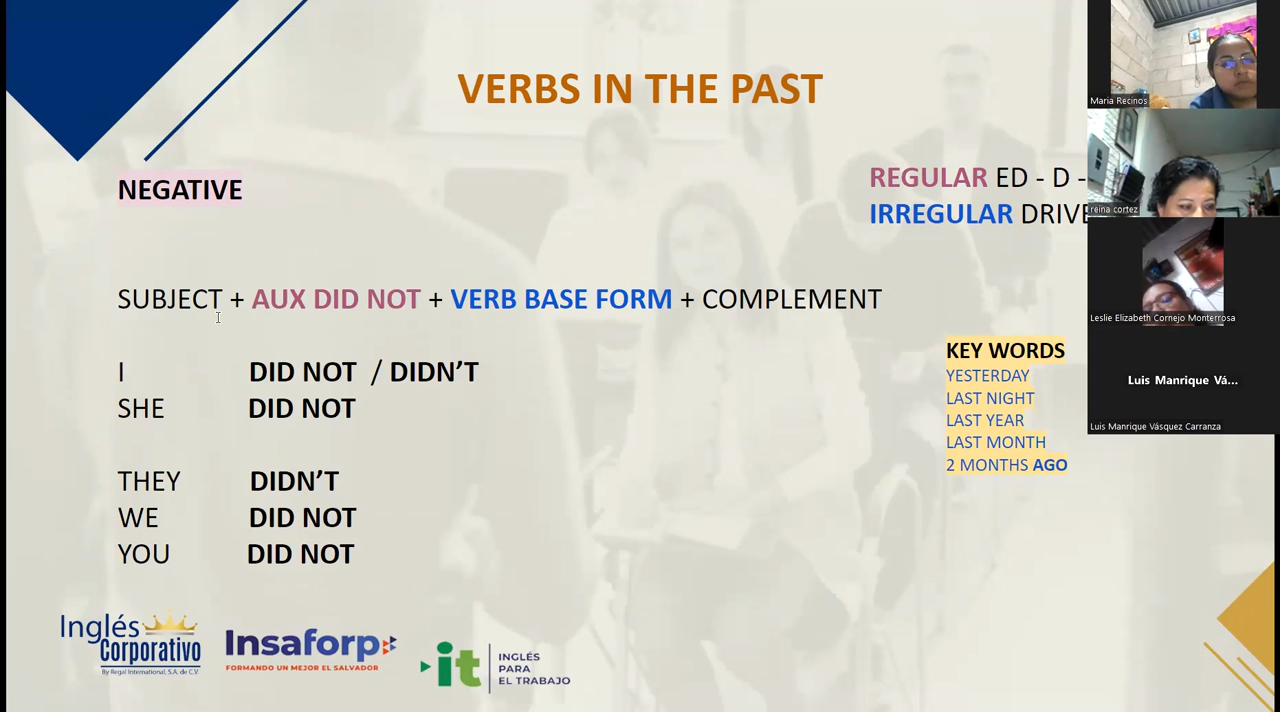 VERBS IN THE PAST
NEGATIVE
REGULAR ED - D -
IRREGULAR DRIVE
SUBJECT + AUX DID NOT + VERB BASE FORM + COMPLEMENT
I DID NOT / DIDN'T
SHE DID NOT
THEY DIDN'T
WE DID NOT
YOU DID NOT
KEY WORDS
YESTERDAY
LAST NIGHT
LAST YEAR
LAST MONTH
2 MONTHS AGO
Inglés
Corporativo
By Regal International, S.A. de C.V.
Insaforp
FORMANDO UN MEJOR EL SALVADOR
it
INGLÉS
PARA
EL TRABAJO
Maria Recinos
reina cortez
Leslie Elizabeth Cornejo Monterrosa
Luis Manrique Vá...
Luis Manrique Vásquez Carranza